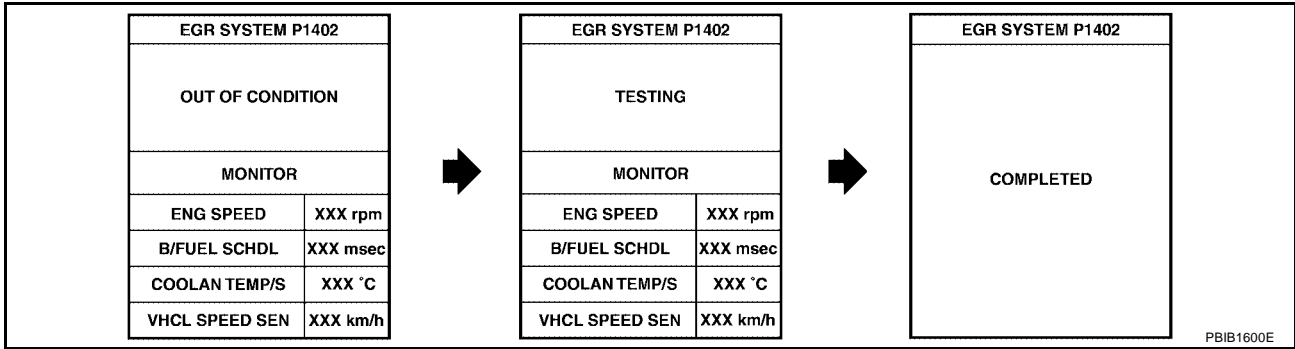 EGR SYSTEM P1402
OUT OF CONDITION
MONITOR
ENG SPEED XXX rpm
B/FUEL SCHDL XXX msec
COOLAN TEMP/S XXX °C
VHCL SPEED SEN XXX km/h
EGR SYSTEM P1402
TESTING
MONITOR
ENG SPEED XXX rpm
B/FUEL SCHDL XXX msec
COOLAN TEMP/S XXX °C
VHCL SPEED SEN XXX km/h
EGR SYSTEM P1402
COMPLETED
PBIB1600E